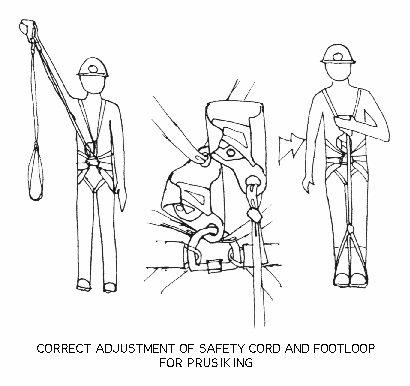 CORRECT ADJUSTMENT OF SAFETY CORD AND FOOTLOOP
FOR PRUSIKING